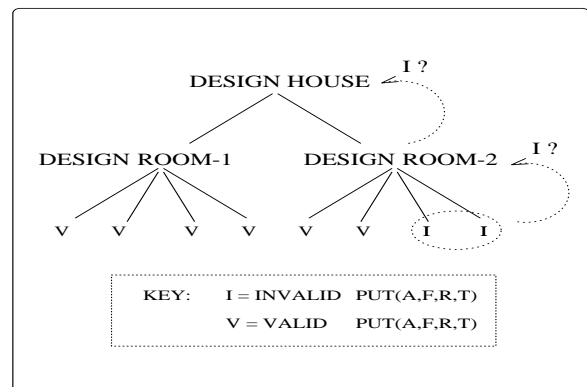 I ?
DESIGN HOUSE
I ?
DESIGN ROOM-1 DESIGN ROOM-2
V V V V V V I I
KEY: I = INVALID PUT(A,F,R,T)
V = VALID PUT(A,F,R,T)